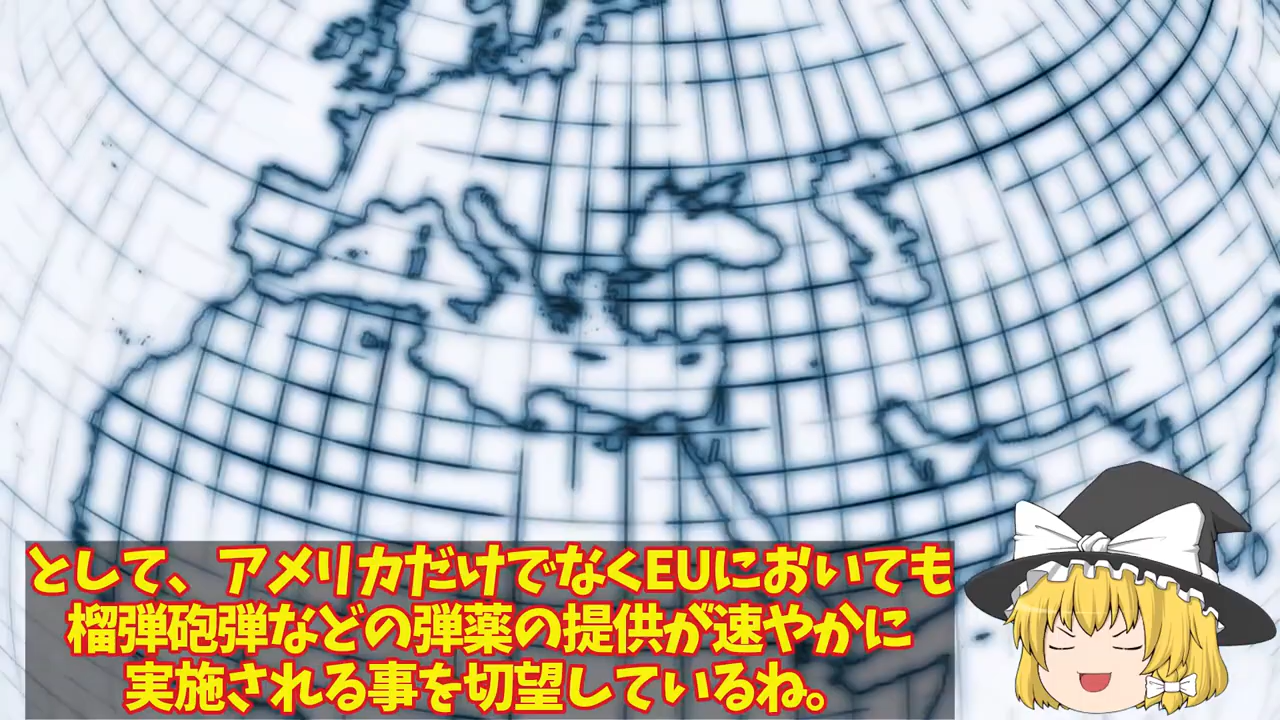 として、アメリカだけでなくEUにおいても
榴弾砲弾などの弾薬の提供が速やかに
実施される事を切望しているね。